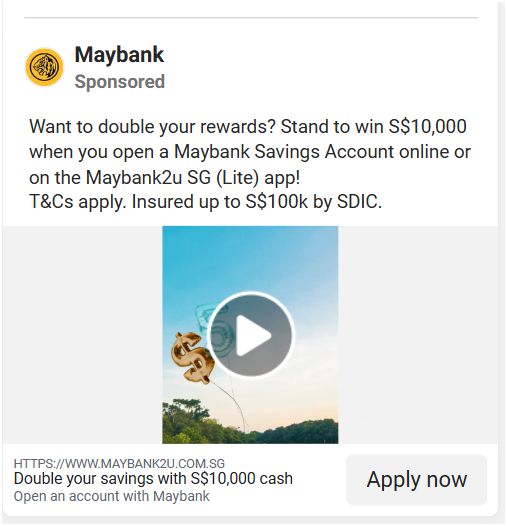 Maybank
Sponsored
Want to double your rewards? Stand to win S$10,000
when you open a Maybank Savings Account online or
on the Maybank2u SG (Lite) app!
T&Cs apply. Insured up to S$100k by SDIC.
$
HTTPS://WWW.MAYBANK2U.COM.SG
Double your savings with S$10,000 cash
Open an account with Maybank
Apply now